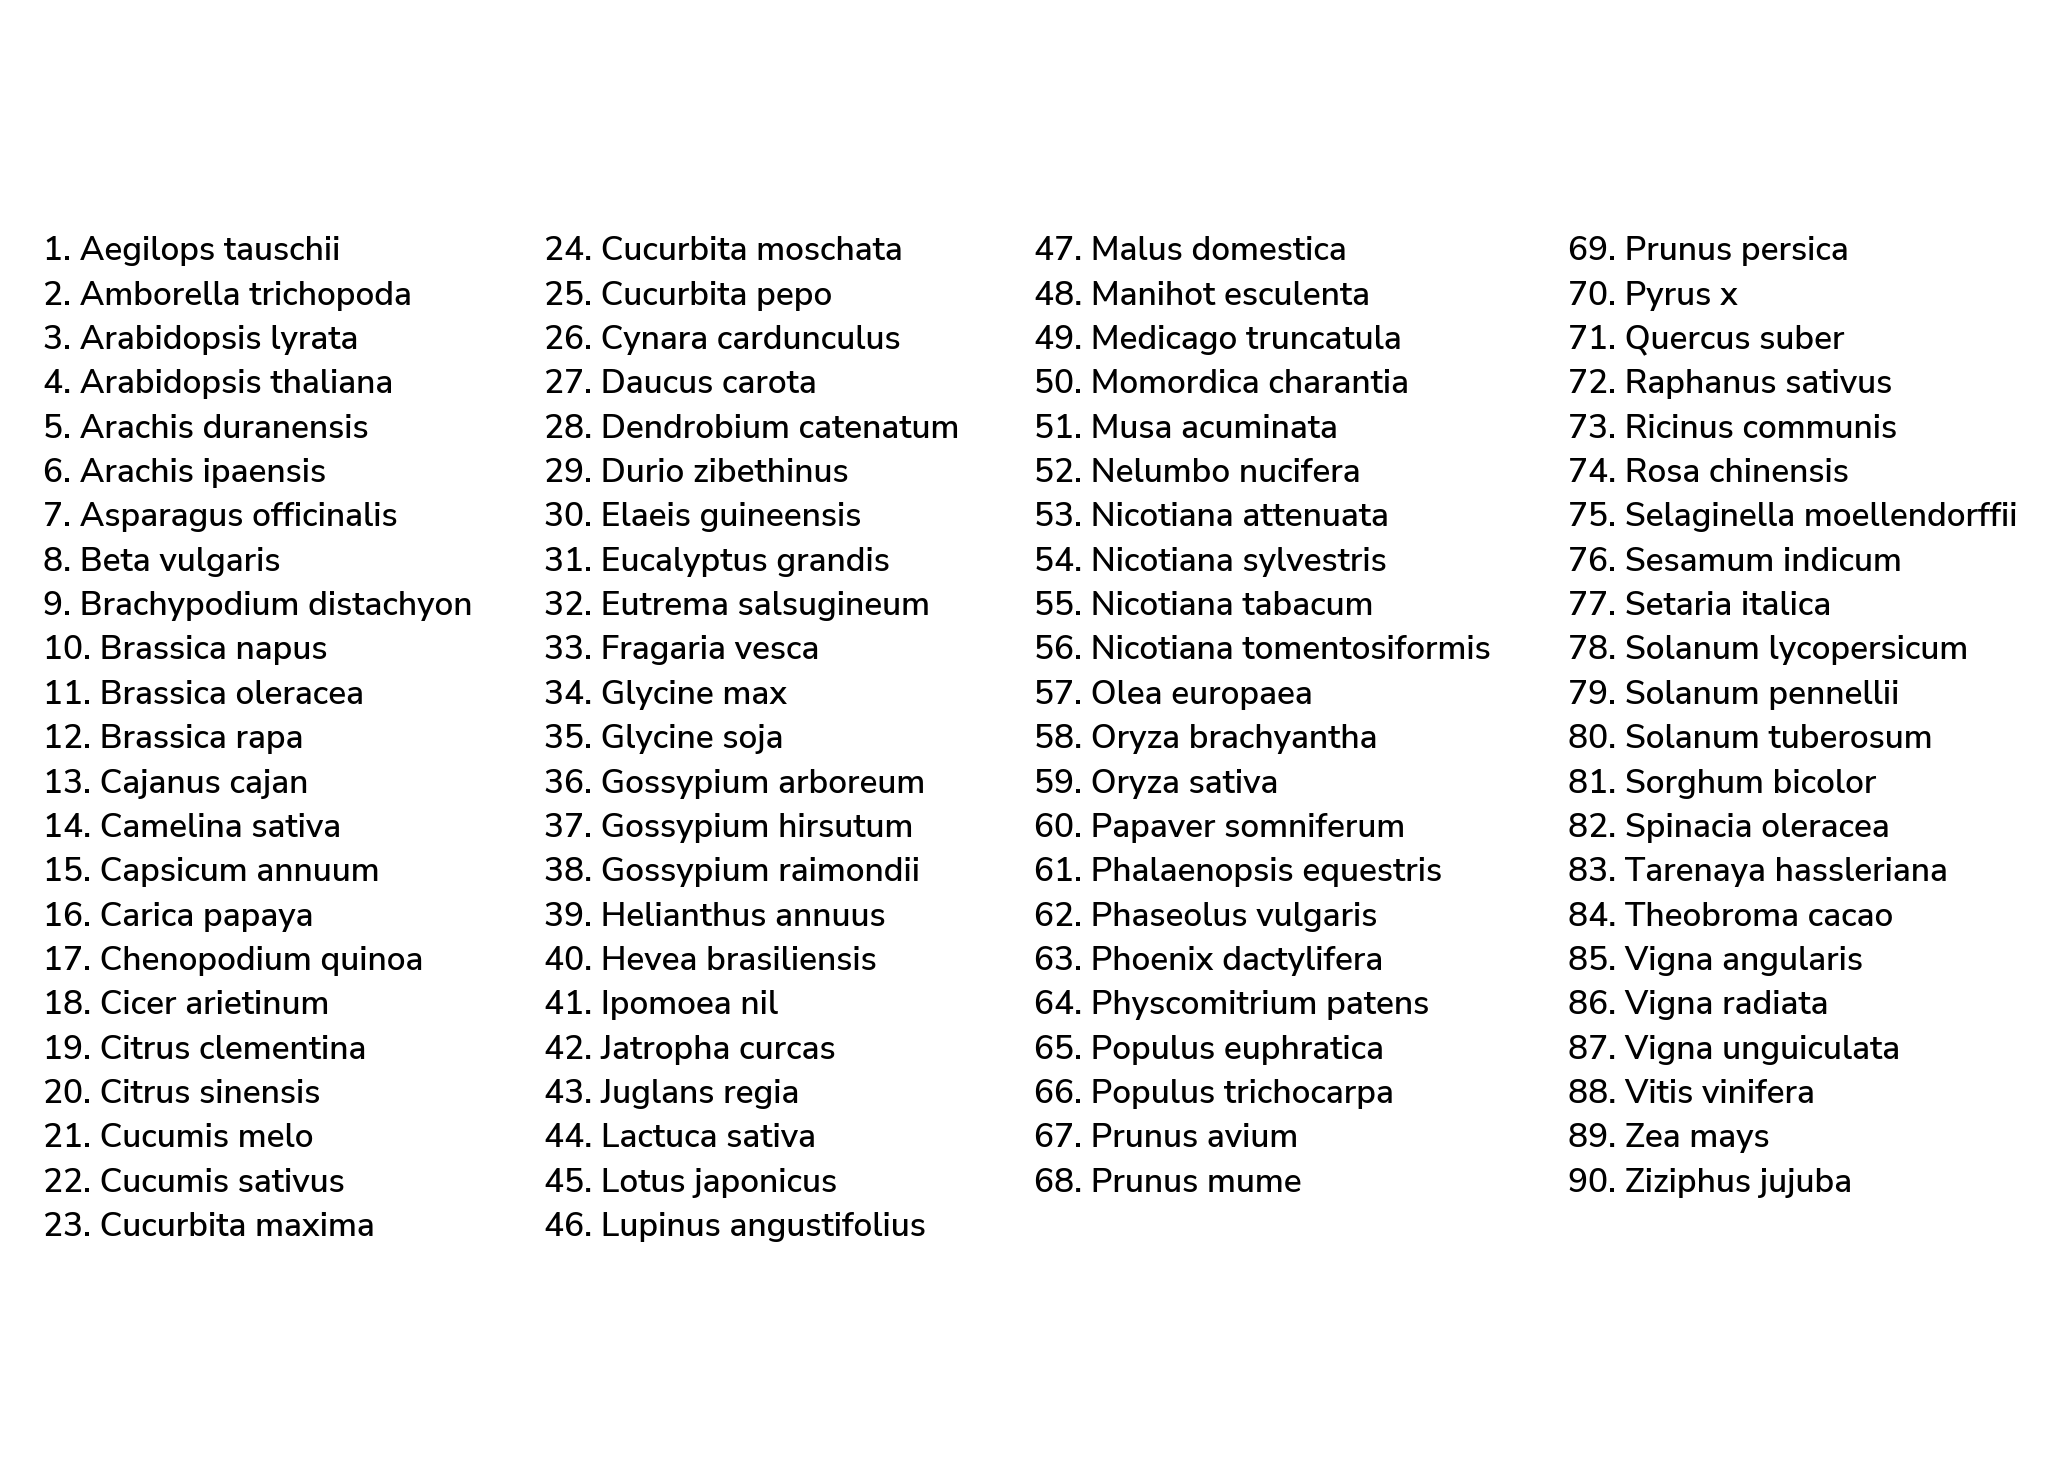 1. Aegilops tauschii
2. Amborella trichopoda
3. Arabidopsis lyrata
4. Arabidopsis thaliana
5. Arachis duranensis
6. Arachis ipaensis
7. Asparagus officinalis
8. Beta vulgaris
9. Brachypodium distachyon
10. Brassica napus
11. Brassica oleracea
12. Brassica rapa
13. Cajanus cajan
14. Camelina sativa
15. Capsicum annuum
16. Carica papaya
17. Chenopodium quinoa
18. Cicer arietinum
19. Citrus clementina
20. Citrus sinensis
21. Cucumis melo
22. Cucumis sativus
23. Cucurbita maxima
24. Cucurbita moschata
25. Cucurbita pepo
26. Cynara cardunculus
27. Daucus carota
28. Dendrobium catenatum
29. Durio zibethinus
30. Elaeis guineensis
31. Eucalyptus grandis
32. Eutrema salsugineum
33. Fragaria vesca
34. Glycine max
35. Glycine soja
36. Gossypium arboreum
37. Gossypium hirsutum
38. Gossypium raimondii
39. Helianthus annuus
40. Hevea brasiliensis
41. Ipomoea nil
42. Jatropha curcas
43. Juglans regia
44. Lactuca sativa
45. Lotus japonicus
46. Lupinus angustifolius
47. Malus domestica
48. Manihot esculenta
49. Medicago truncatula
50. Momordica charantia
51. Musa acuminata
52. Nelumbo nucifera
53. Nicotiana attenuata
54. Nicotiana sylvestris
55. Nicotiana tabacum
56. Nicotiana tomentosiformis
57. Olea europaea
58. Oryza brachyantha
59. Oryza sativa
60. Papaver somniferum
61. Phalaenopsis equestris
62. Phaseolus vulgaris
63. Phoenix dactylifera
64. Physcomitrium patens
65. Populus euphratica
66. Populus trichocarpa
67. Prunus avium
68. Prunus mume
69. Prunus persica
70. Pyrus x
71. Quercus suber
72. Raphanus sativus
73. Ricinus communis
74. Rosa chinensis
75. Selaginella moellendorffii
76. Sesamum indicum
77. Setaria italica
78. Solanum lycopersicum
79. Solanum pennellii
80. Solanum tuberosum
81. Sorghum bicolor
82. Spinacia oleracea
83. Tarenaya hassleriana
84. Theobroma cacao
85. Vigna angularis
86. Vigna radiata
87. Vigna unguiculata
88. Vitis vinifera
89. Zea mays
90. Ziziphus jujuba